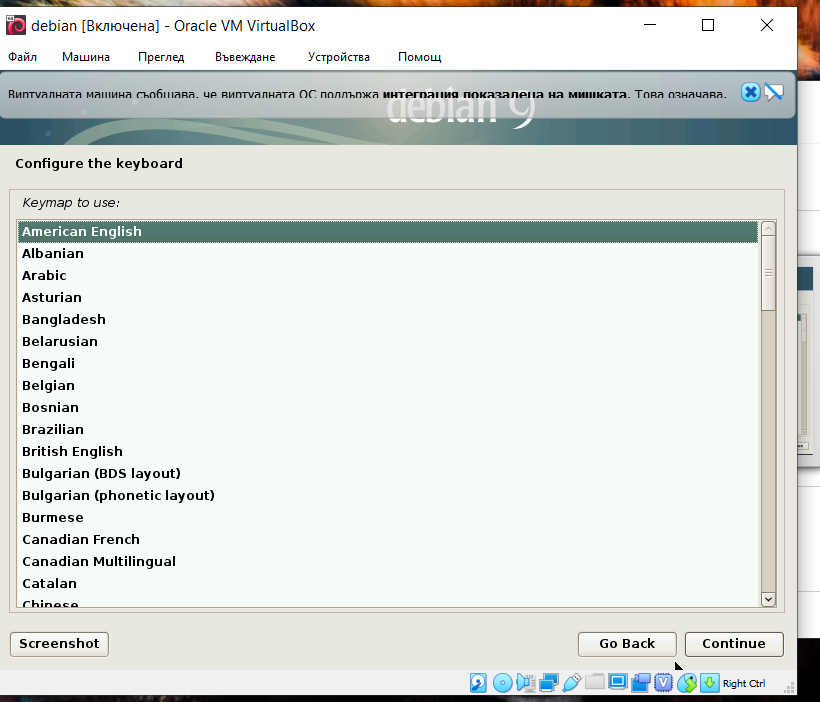 debian [Включена] - Oracle VM VirtualBox
Файл Машина Преглед Въвеждане Устройства Помощ
Виртуалната машина съобщава, че виртуалната ОС поддържа интеграция показалеца на мишката. Това означава,
debian 9
Configure the keyboard
Keymap to use:
American English
Albanian
Arabic
Asturian
Bangladesh
Belarusian
Bengali
Belgian
Bosnian
Brazilian
British English
Bulgarian (BDS layout)
Bulgarian (phonetic layout)
Burmese
Canadian French
Canadian Multilingual
Catalan
Chinese
Screenshot Go Back Continue
Right Ctrl